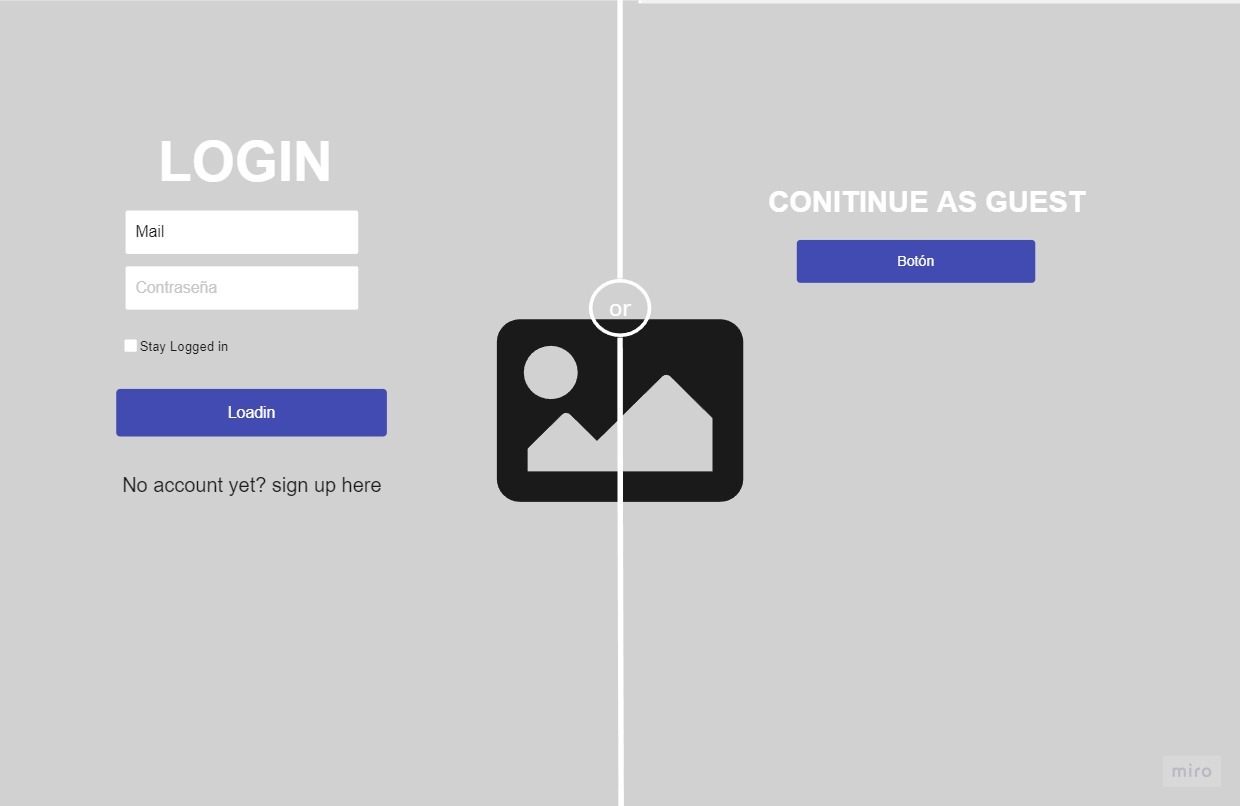 LOGIN
Mail
Contraseña
Stay Logged in
Loadin
No account yet? sign up here
or
CONITINUE AS GUEST
Botón
miro